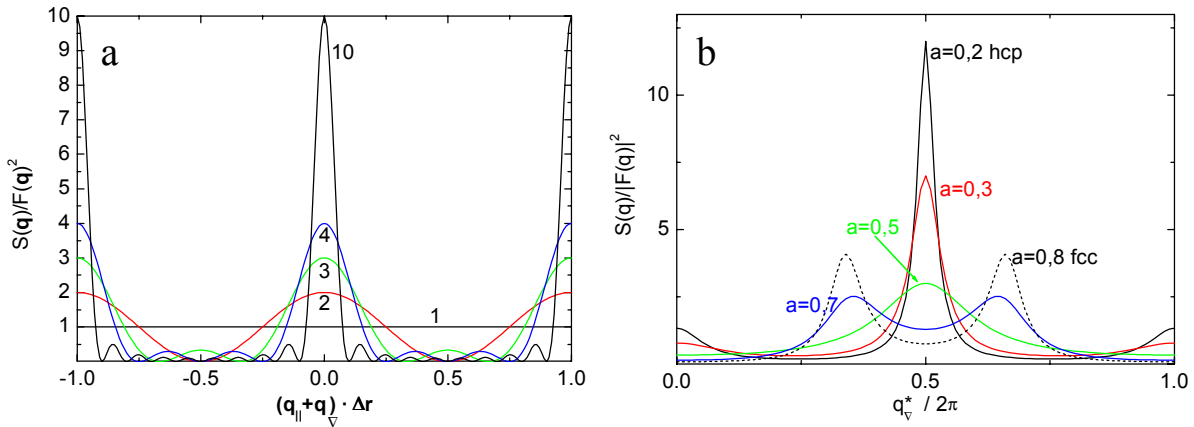 a
10
9
8
7
6
5
4
3
2
1
0
S(q)/F(q)²
10
4
3
2
1
-1.0 -0.5 0.0 0.5 1.0
(q||+q∇) · Δr
b
10
5
S(q)/|F(q)|²
a=0,2 hcp
a=0,3
a=0,5
a=0,8 fcc
a=0,7
0.0 0.5 1.0
q∇* / 2π